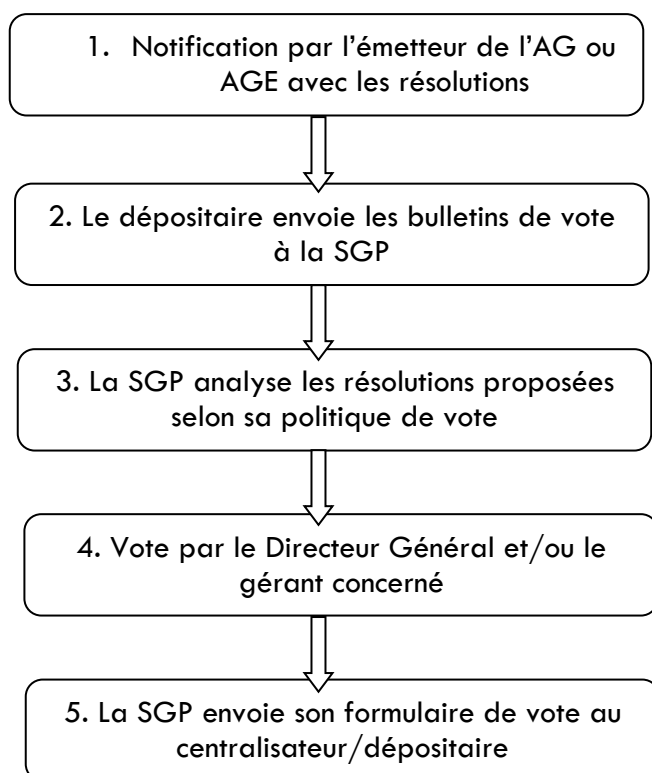 1. Notification par l’émetteur de l’AG ou
AGE avec les résolutions
2. Le dépositaire envoie les bulletins de vote
à la SGP
3. La SGP analyse les résolutions proposées
selon sa politique de vote
4. Vote par le Directeur Général et/ou le
gérant concerné
5. La SGP envoie son formulaire de vote au
centralisateur/dépositaire